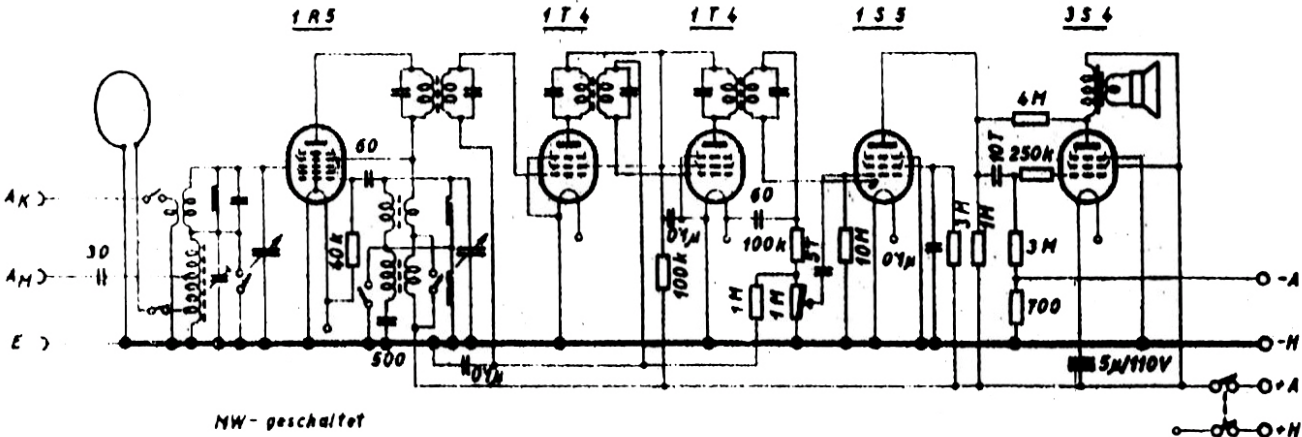 1R5
1T4
1T4
1S5
3S4
AK
30
AM
E
60
60k
500
0,1µ
0,1µ
100k
60
100k
5T
1M
1M
10M
0,1µ
3M
1M
10T
250k
4M
3M
700
5µ/110V
-A
-H
+A
+H
MW- geschaltet